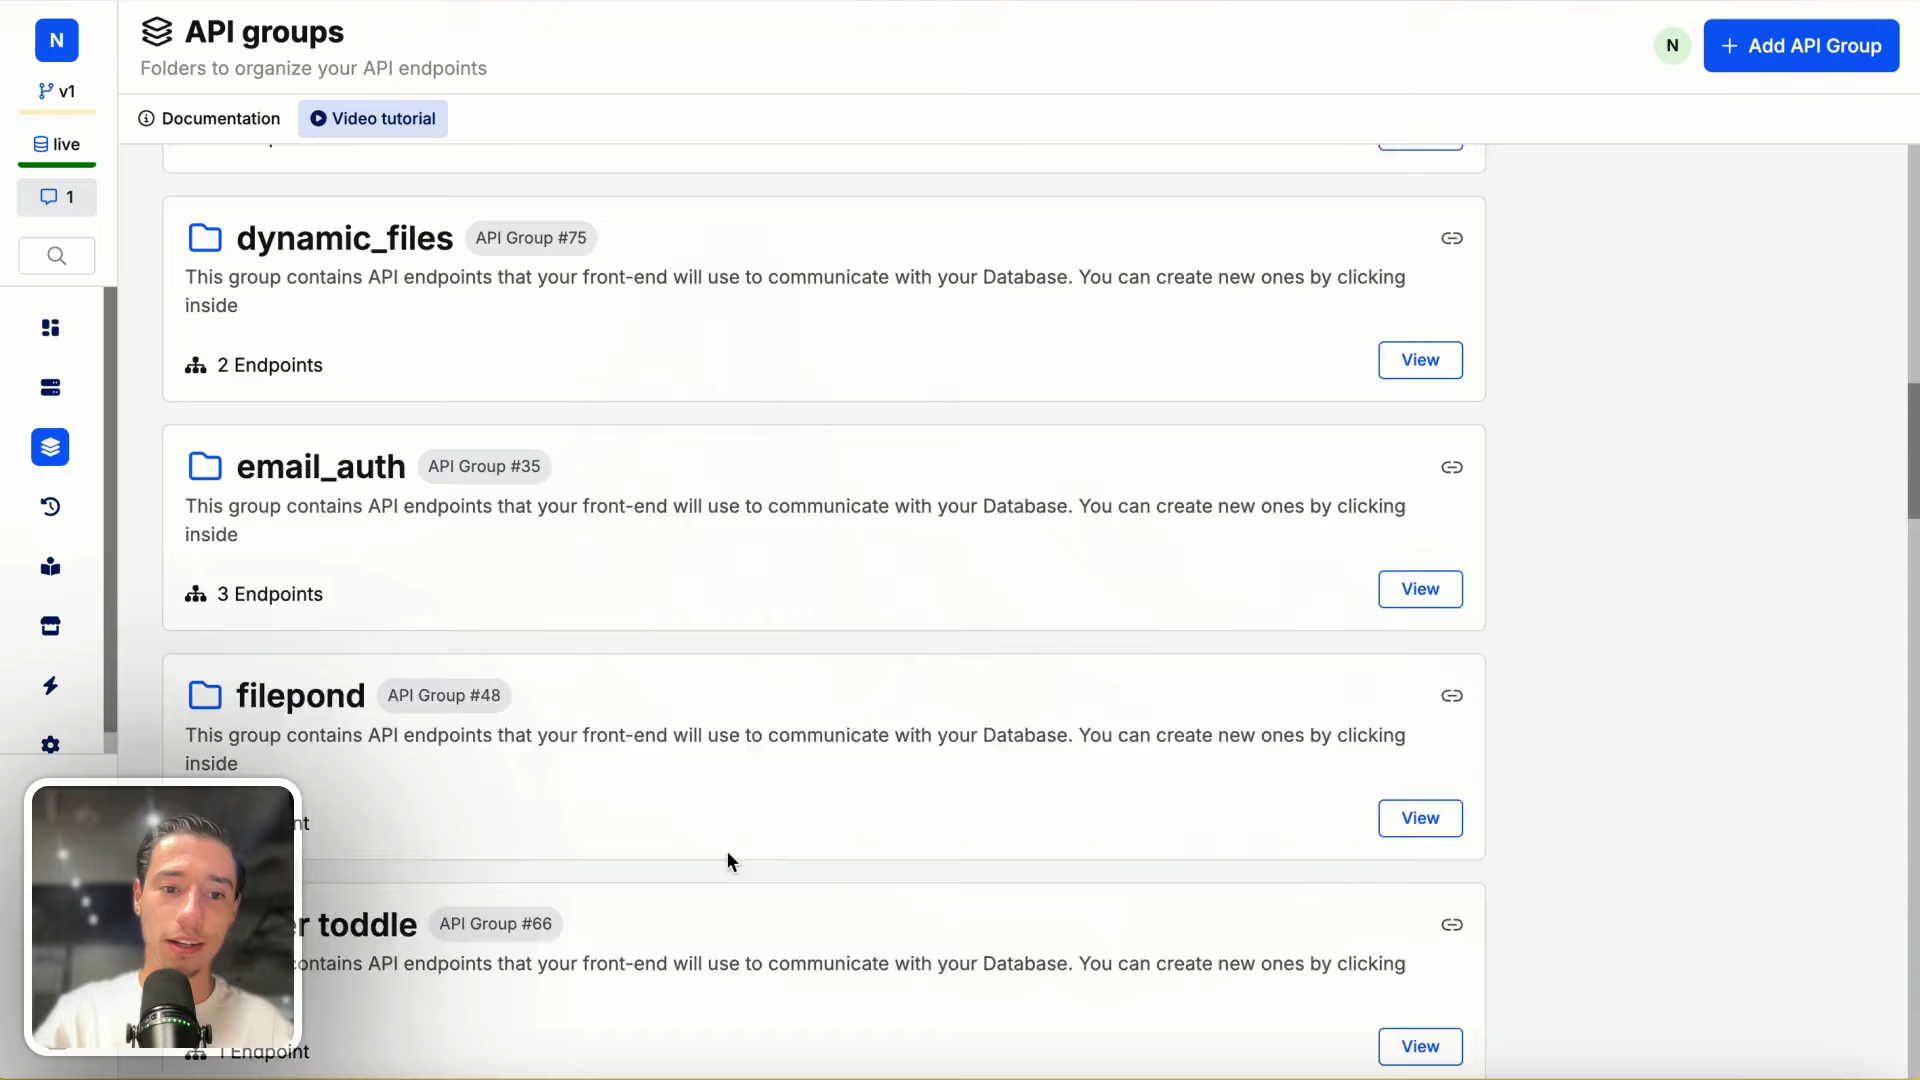 N
API groups
Folders to organize your API endpoints
N
+ Add API Group
v1
live
1
Documentation
Video tutorial
dynamic_files
API Group #75
This group contains API endpoints that your front-end will use to communicate with your Database. You can create new ones by clicking
inside
2 Endpoints
View
email_auth
API Group #35
This group contains API endpoints that your front-end will use to communicate with your Database. You can create new ones by clicking
inside
3 Endpoints
View
filepond
API Group #48
This group contains API endpoints that your front-end will use to communicate with your Database. You can create new ones by clicking
inside
View
toddle
API Group #66
contains API endpoints that your front-end will use to communicate with your Database. You can create new ones by clicking
1 Endpoint
View